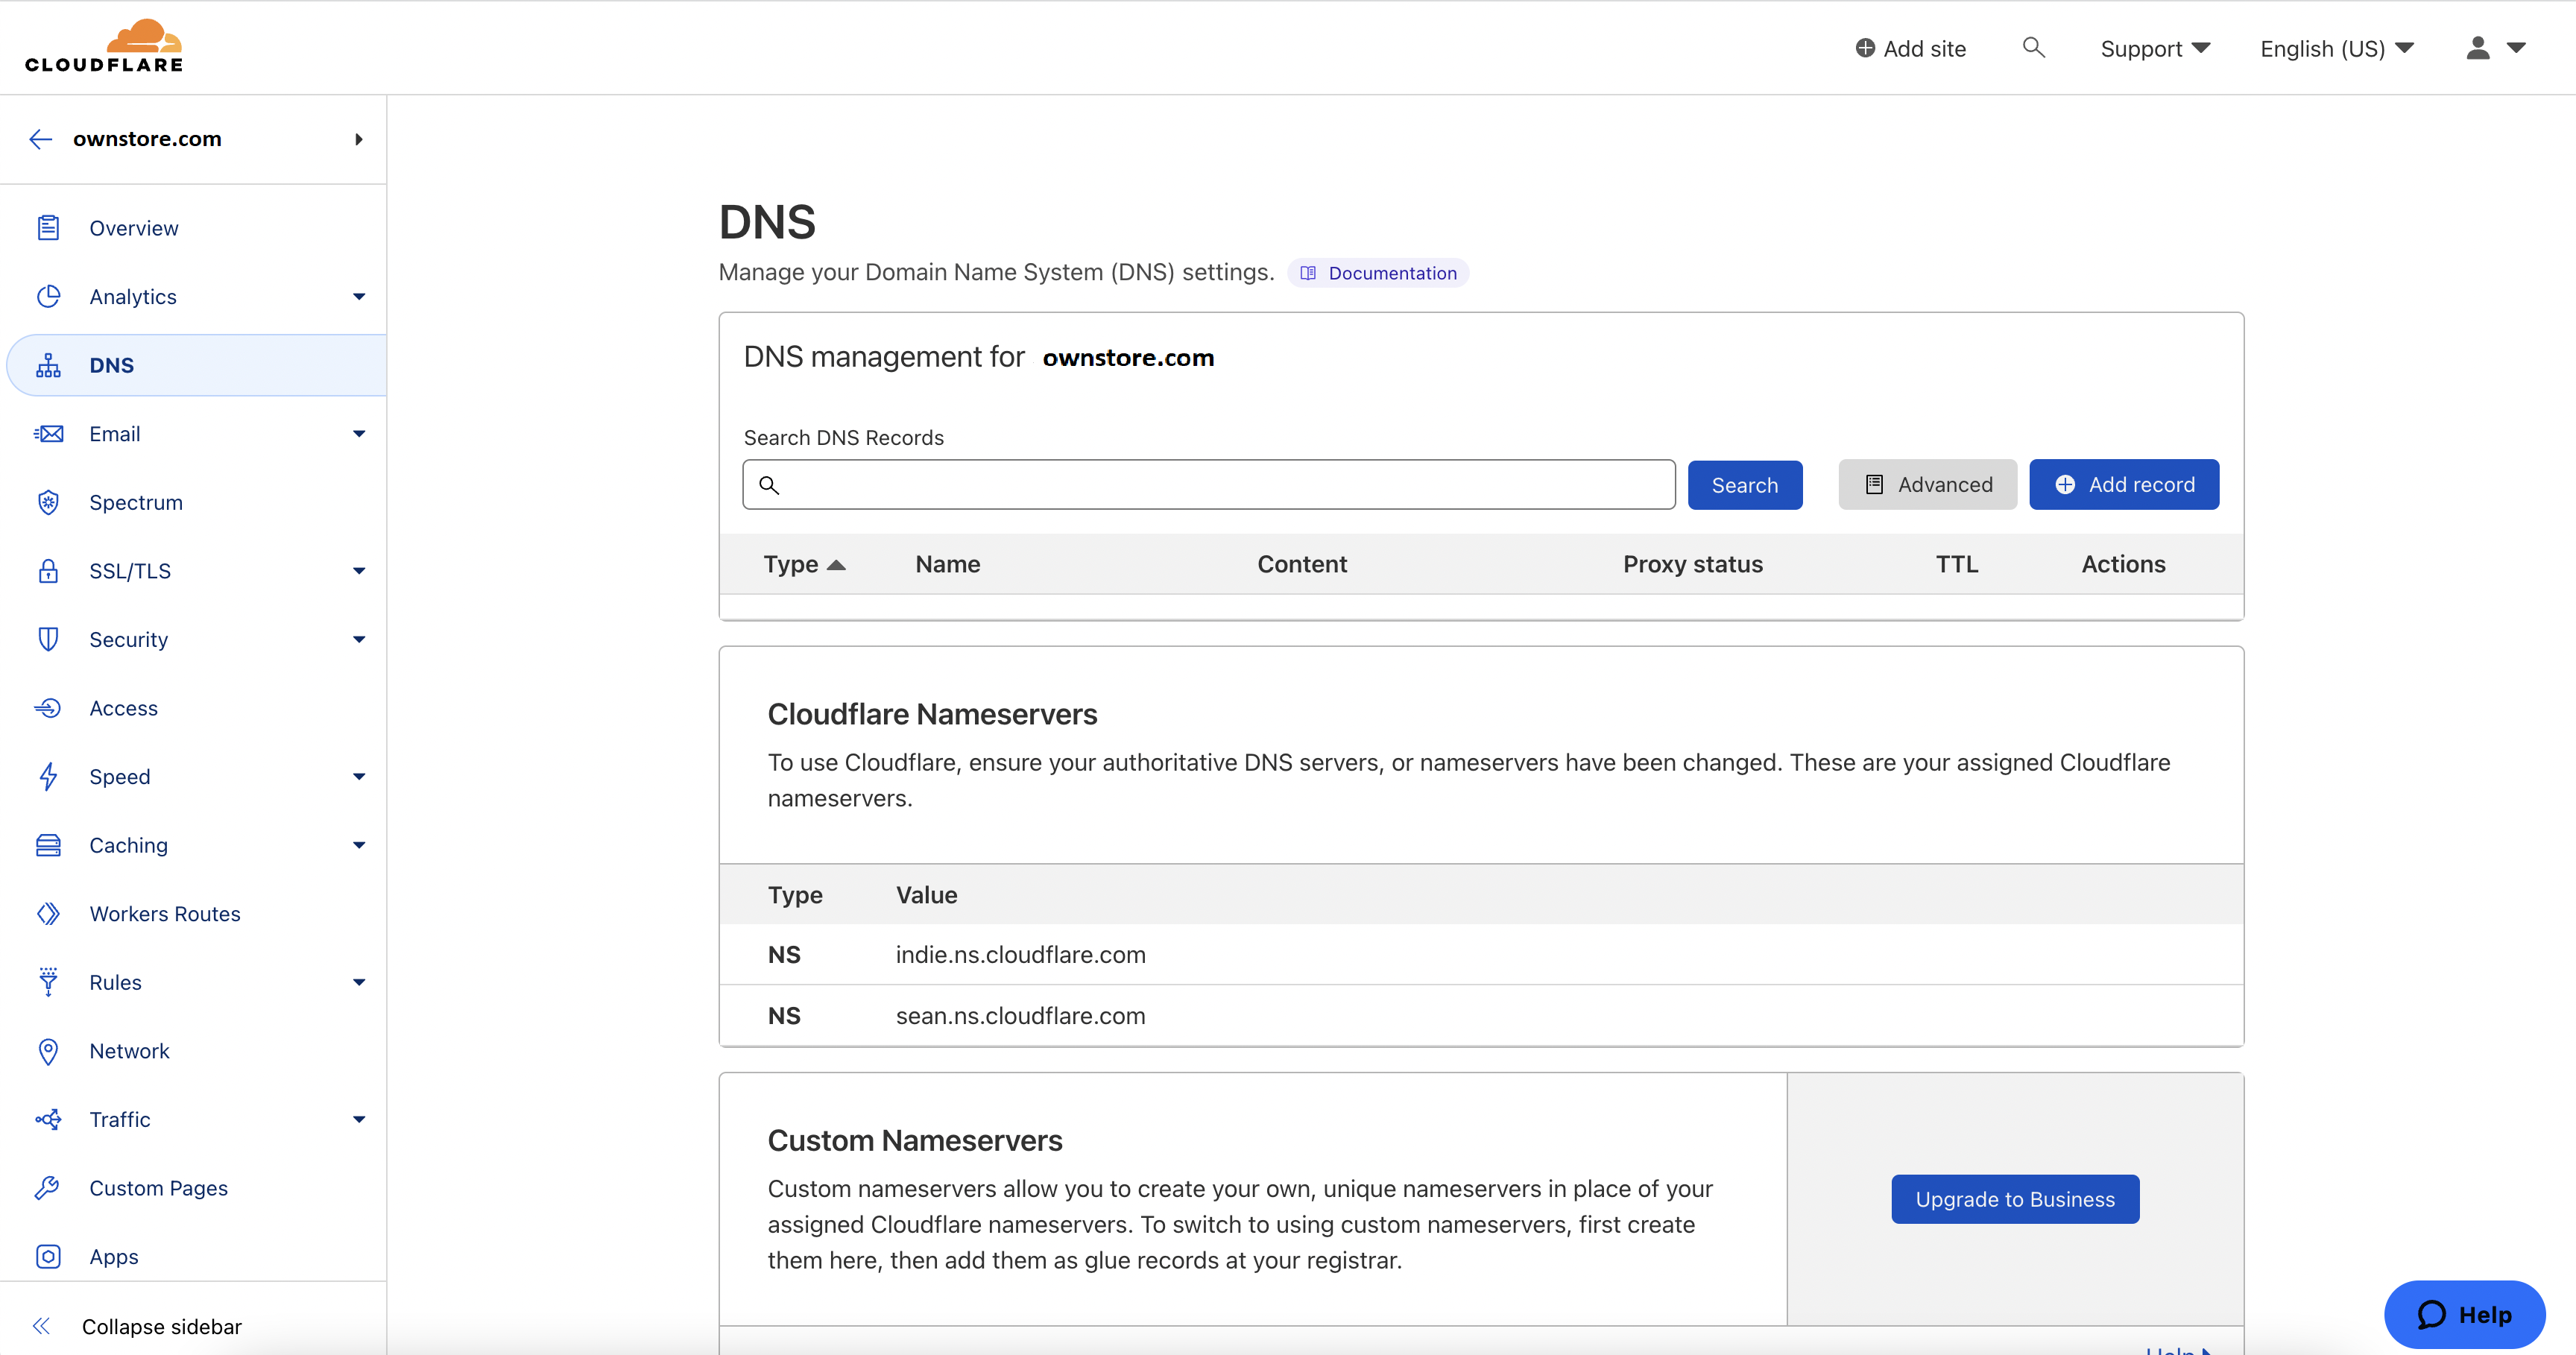 CLOUDFLARE
Add site
Support
English (US)
ownstore.com
Overview
Analytics
DNS
Email
Spectrum
SSL/TLS
Security
Access
Speed
Caching
Workers Routes
Rules
Network
Traffic
Custom Pages
Apps
Collapse sidebar
DNS
Manage your Domain Name System (DNS) settings. Documentation
DNS management for ownstore.com
Search DNS Records
Search Advanced Add record
Type Name Content Proxy status TTL Actions
Cloudflare Nameservers
To use Cloudflare, ensure your authoritative DNS servers, or nameservers have been changed. These are your assigned Cloudflare
nameservers.
Type Value
NS indie.ns.cloudflare.com
NS sean.ns.cloudflare.com
Custom Nameservers
Custom nameservers allow you to create your own, unique nameservers in place of your
assigned Cloudflare nameservers. To switch to using custom nameservers, first create
them here, then add them as glue records at your registrar.
Upgrade to Business
Help
Help